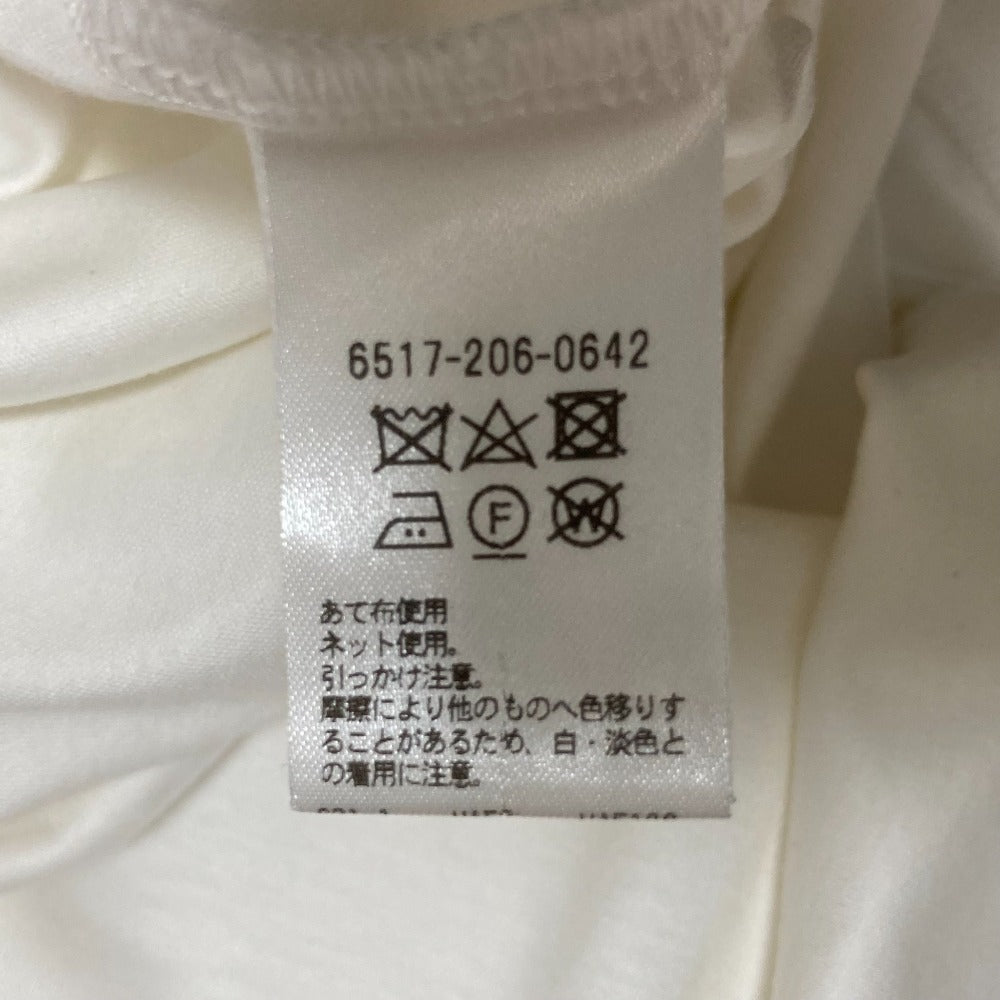 6517-206-0642
F
W
あて布使用
ネット使用。
引っかけ注意。
摩擦により他のものへ色移りす
ることがあるため、白・淡色と
の着用に注意。